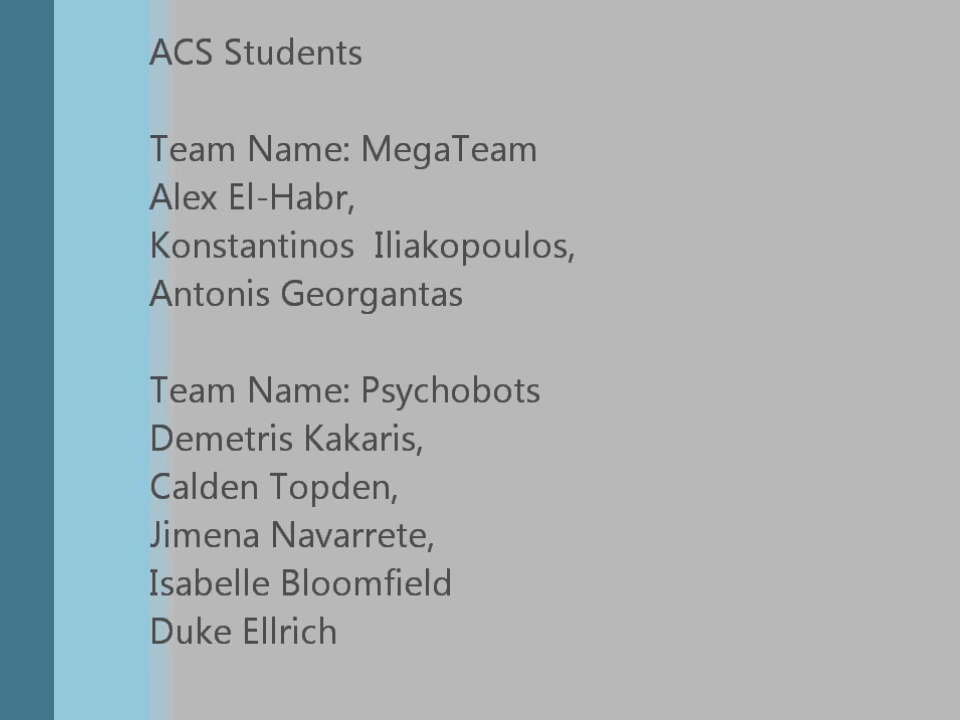 ACS Students
Team Name: MegaTeam
Alex El-Habr,
Konstantinos  Iliakopoulos,
Antonis Georgantas
Team Name: Psychobots
Demetris Kakaris,
Calden Topden,
Jimena Navarrete,
Isabelle Bloomfield
Duke Ellrich